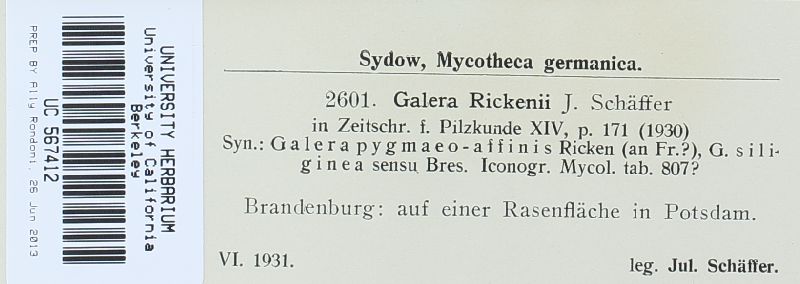 UNIVERSITY HERBARIUM
University of California
Berkeley
UC 567412
PREP BY Ally Rondoni, 26 Jun 2013
Sydow, Mycotheca germanica.
2601. Galera Rickenii J. Schäffer
in Zeitschr. f. Pilzkunde XIV, p. 171 (1930)
Syn.: Galera pygmaeo-affinis Ricken (an Fr.?), G. sili-
ginea sensu Bres. Iconogr. Mycol. tab. 807?
Brandenburg: auf einer Rasenfläche in Potsdam.
VI. 1931.
leg. Jul. Schäffer.